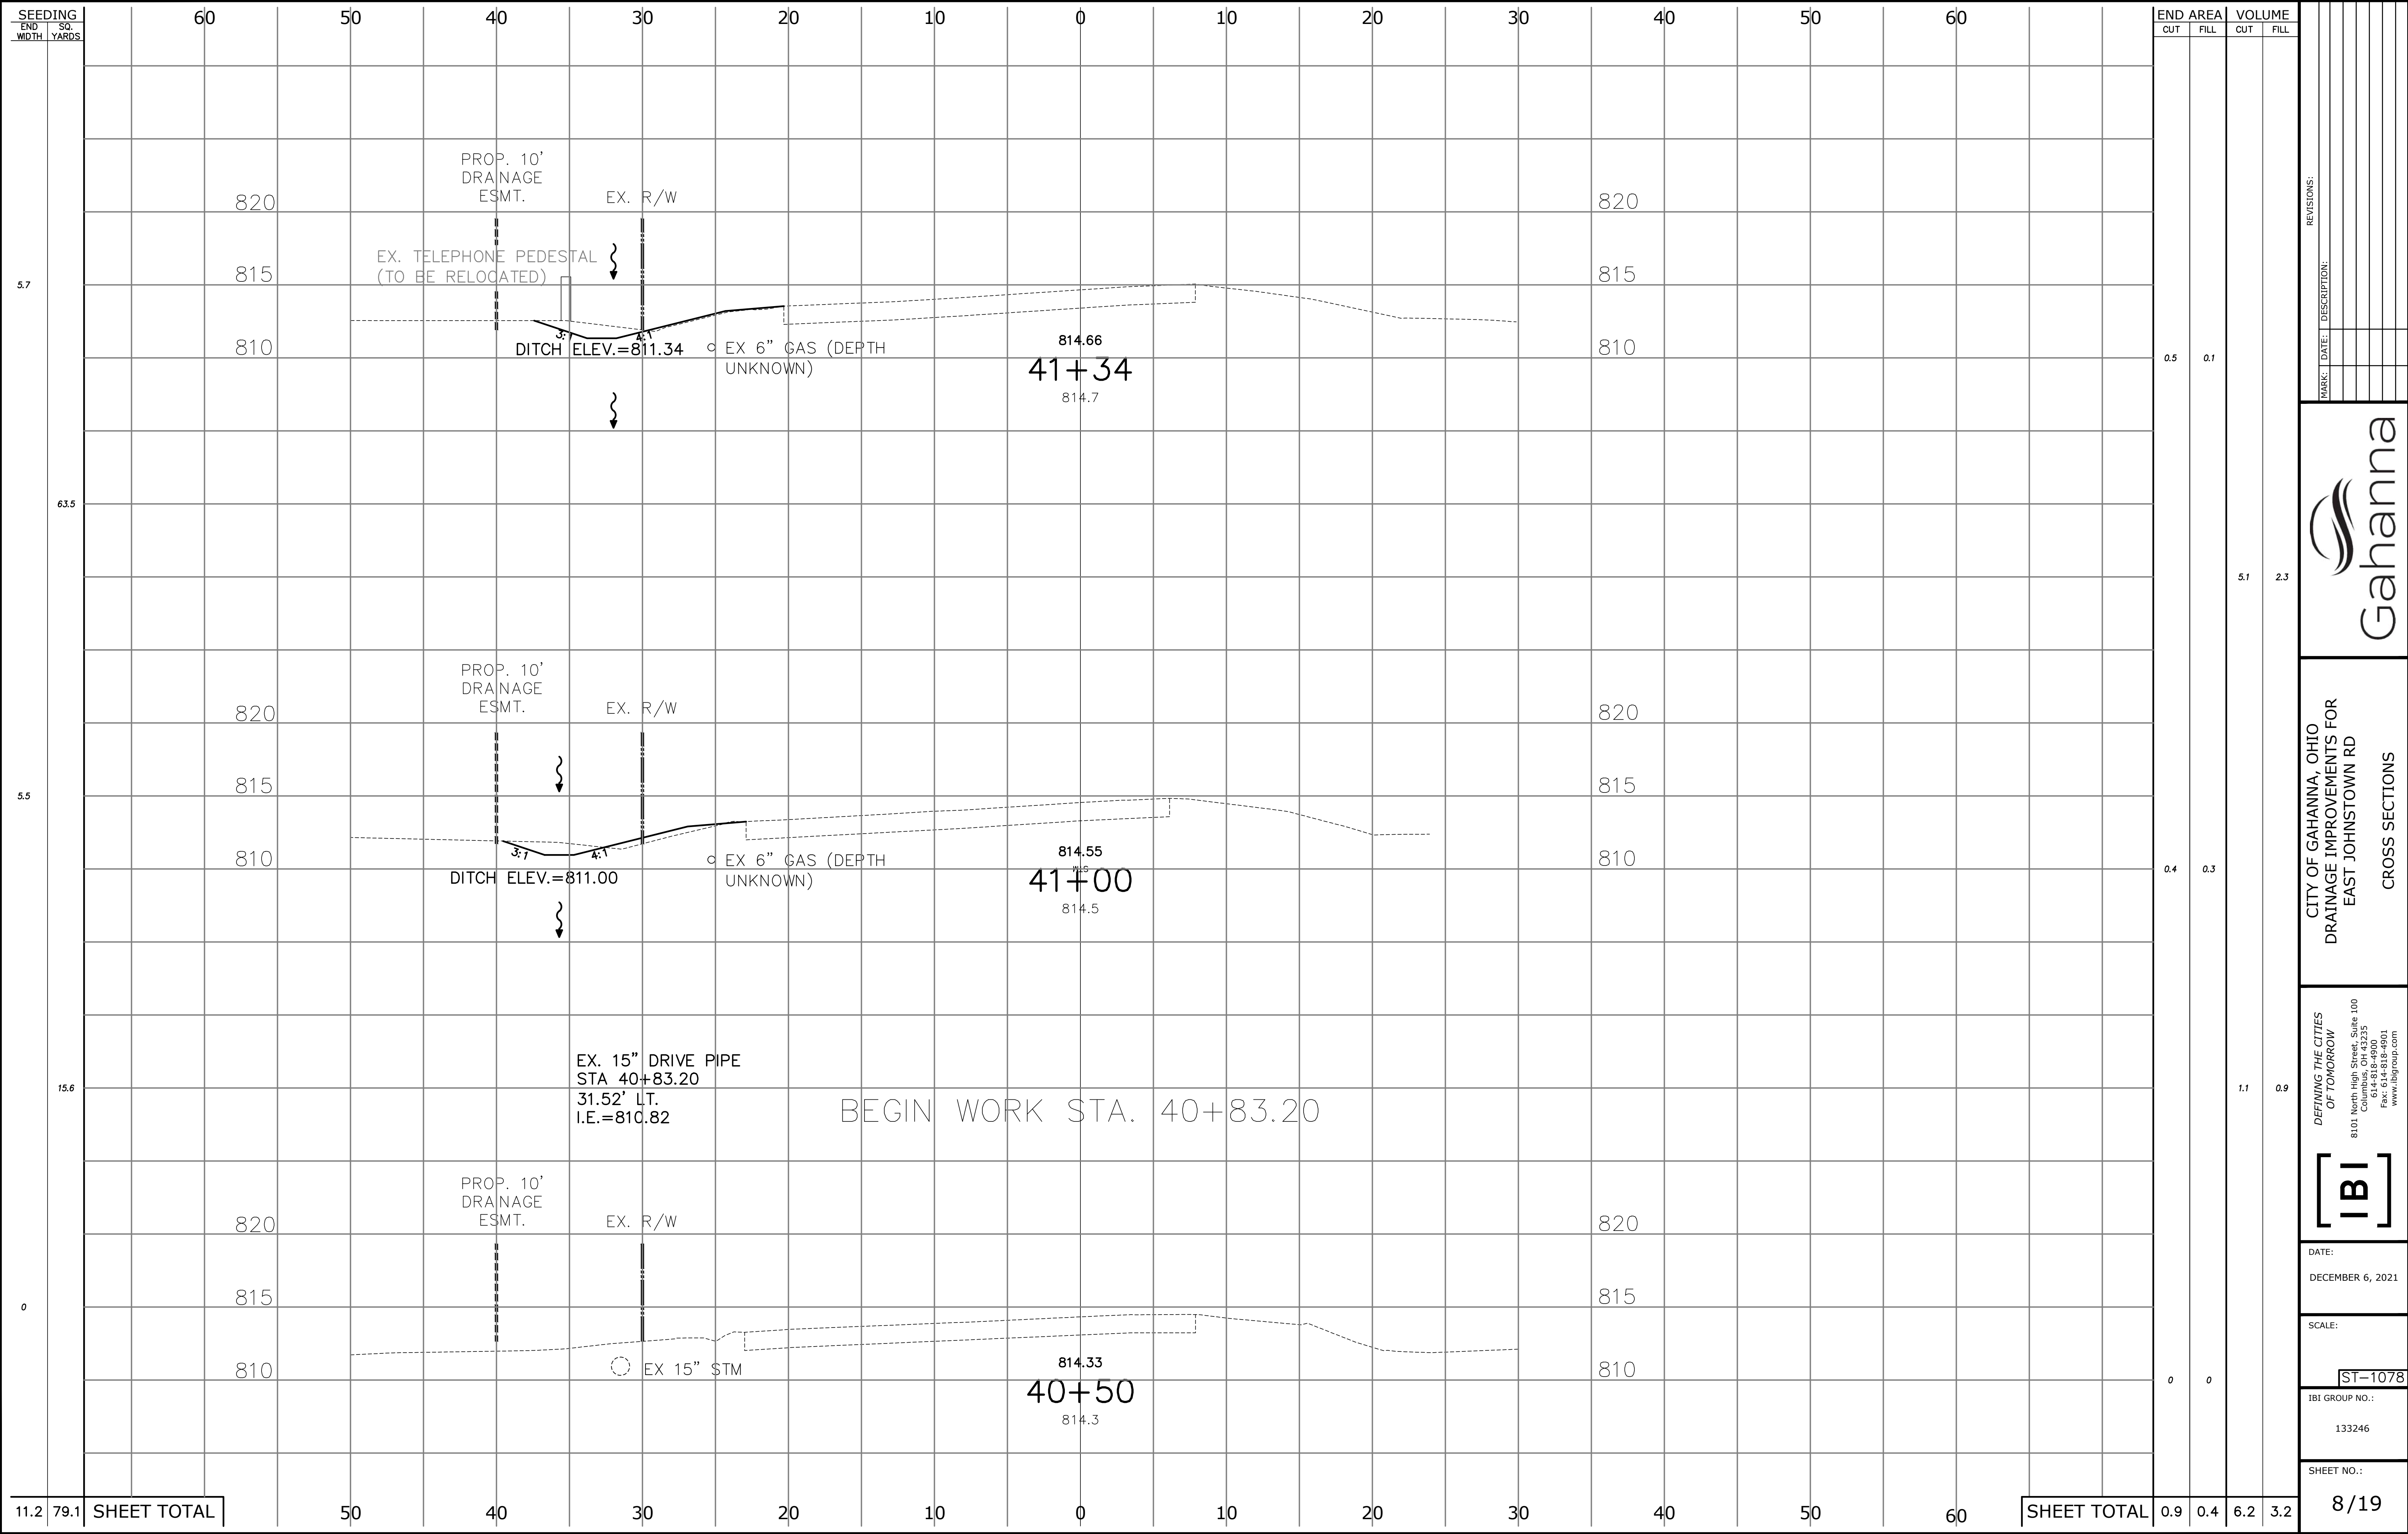 SEEDING
END WIDTH
SQ. YARDS
60 50 40 30 20 10 0 10 20 30 40 50 60
END AREA VOLUME
CUT FILL CUT FILL
PROP. 10'
DRAINAGE
ESMT.
EX. R/W
820 820
EX. TELEPHONE PEDESTAL
(TO BE RELOCATED)
815 815
5.7
3:1 4:1
DITCH ELEV.=811.34
EX 6" GAS (DEPTH
UNKNOWN)
810 810
814.66
41+34
814.7
0.5 0.1
63.5
5.1 2.3
PROP. 10'
DRAINAGE
ESMT.
EX. R/W
820 820
815 815
5.5
3:1 4:1
810 810
DITCH ELEV.=811.00
EX 6" GAS (DEPTH
UNKNOWN)
814.55
41+00
814.5
0.4 0.3
EX. 15" DRIVE PIPE
STA 40+83.20
31.52' LT.
I.E.=810.82
15.6
BEGIN WORK STA. 40+83.20
1.1 0.9
PROP. 10'
DRAINAGE
ESMT.
EX. R/W
820 820
815 815
0
810 810
EX 15" STM
814.33
40+50
814.3
0 0
11.2 79.1 SHEET TOTAL
50 40 30 20 10 0 10 20 30 40 50 60
SHEET TOTAL 0.9 0.4 6.2 3.2
REVISIONS:
MARK: DATE: DESCRIPTION:
Gahanna
CITY OF GAHANNA, OHIO
DRAINAGE IMPROVEMENTS FOR
EAST JOHNSTOWN RD
CROSS SECTIONS
DEFINING THE CITIES
OF TOMORROW
8101 North High Street, Suite 100
Columbus, OH 43235
614-818-4900
Fax: 614-818-4901
www.ibigroup.com
IBI
DATE:
DECEMBER 6, 2021
SCALE:
ST-1078
IBI GROUP NO.:
133246
SHEET NO.:
8/19